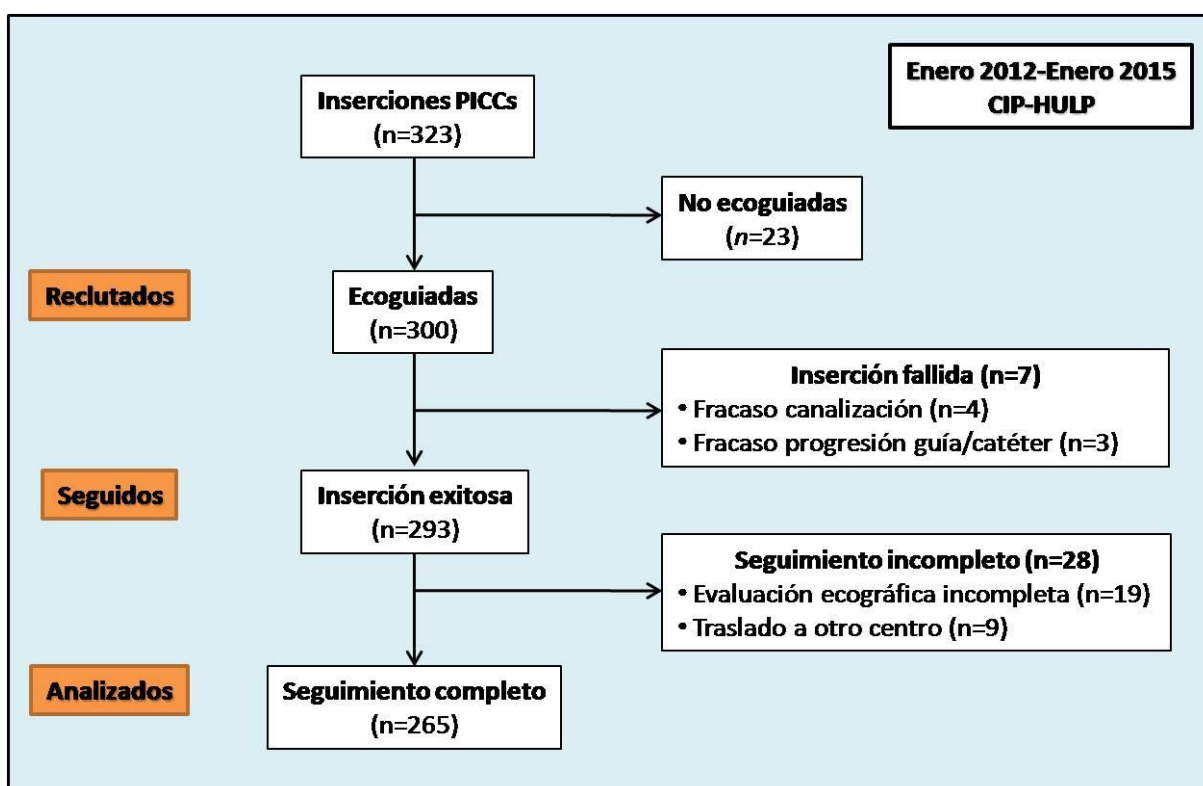 Enero 2012-Enero 2015
CIP-HULP
Inserciones PICCs
(n=323)
No ecoguiadas
(n=23)
Reclutados
Ecoguiadas
(n=300)
Inserción fallida (n=7)
• Fracaso canalización (n=4)
• Fracaso progresión guía/catéter (n=3)
Seguidos
Inserción exitosa
(n=293)
Seguimiento incompleto (n=28)
• Evaluación ecográfica incompleta (n=19)
• Traslado a otro centro (n=9)
Analizados
Seguimiento completo
(n=265)